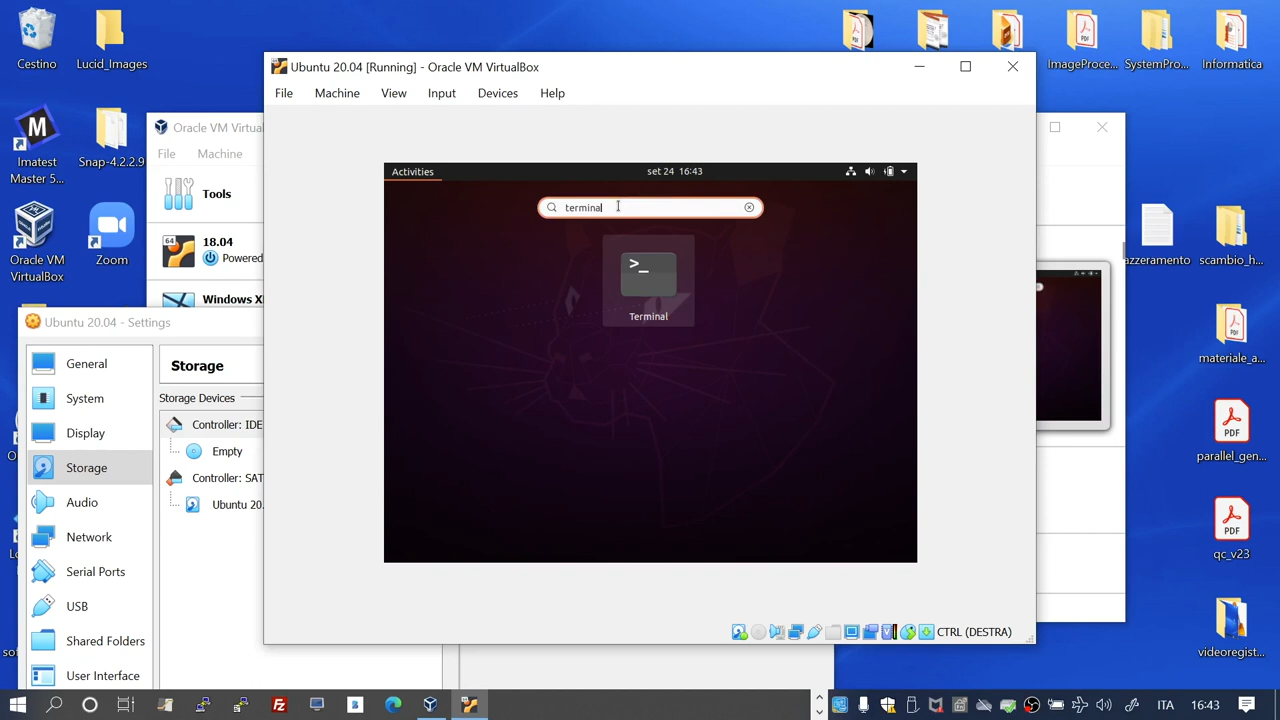 Cestino
Lucid_Images
Imatest
Master 5...
Snap-4.2.2.9
Oracle VM
VirtualBox
Zoom
ImageProce...
SystemPro...
Informatica
azzeramento
scambio_h...
materiale_a...
PDF
parallel_gen...
PDF
qc_v23
videoregist...
Oracle VM Virtual
File
Machine
Tools
64
18.04
Powered
Windows X
Ubuntu 20.04 - Settings
General
System
Display
Storage
Audio
Network
Serial Ports
USB
Shared Folders
User Interface
Storage
Storage Devices
Controller: IDE
Empty
Controller: SAT
Ubuntu 20.
Ubuntu 20.04 [Running] - Oracle VM VirtualBox
File Machine View Input Devices Help
Activities
set 24 16:43
terminal
>_
Terminal
CTRL (DESTRA)
ITA
16:43